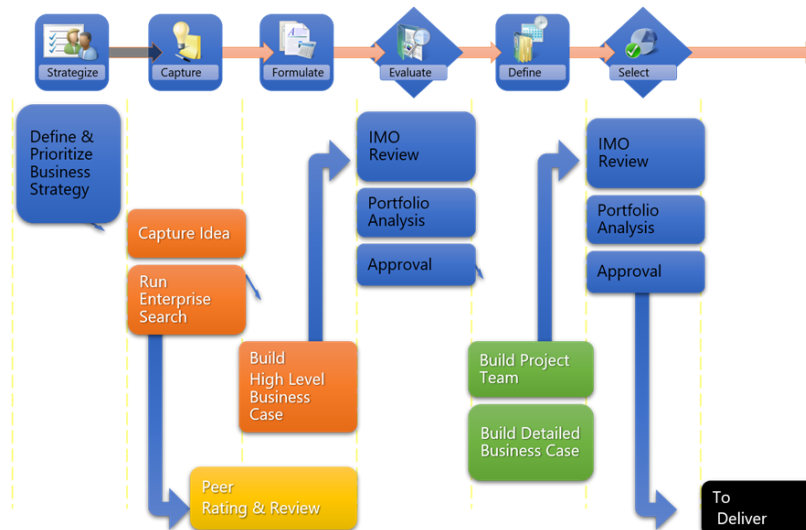 Strategize
Capture
Formulate
Evaluate
Define
Select
Define &
Prioritize
Business
Strategy
Capture Idea
Run
Enterprise
Search
Peer
Rating & Review
Build
High Level
Business
Case
IMO
Review
Portfolio
Analysis
Approval
Build Project
Team
Build Detailed
Business Case
IMO
Review
Portfolio
Analysis
Approval
To
Deliver